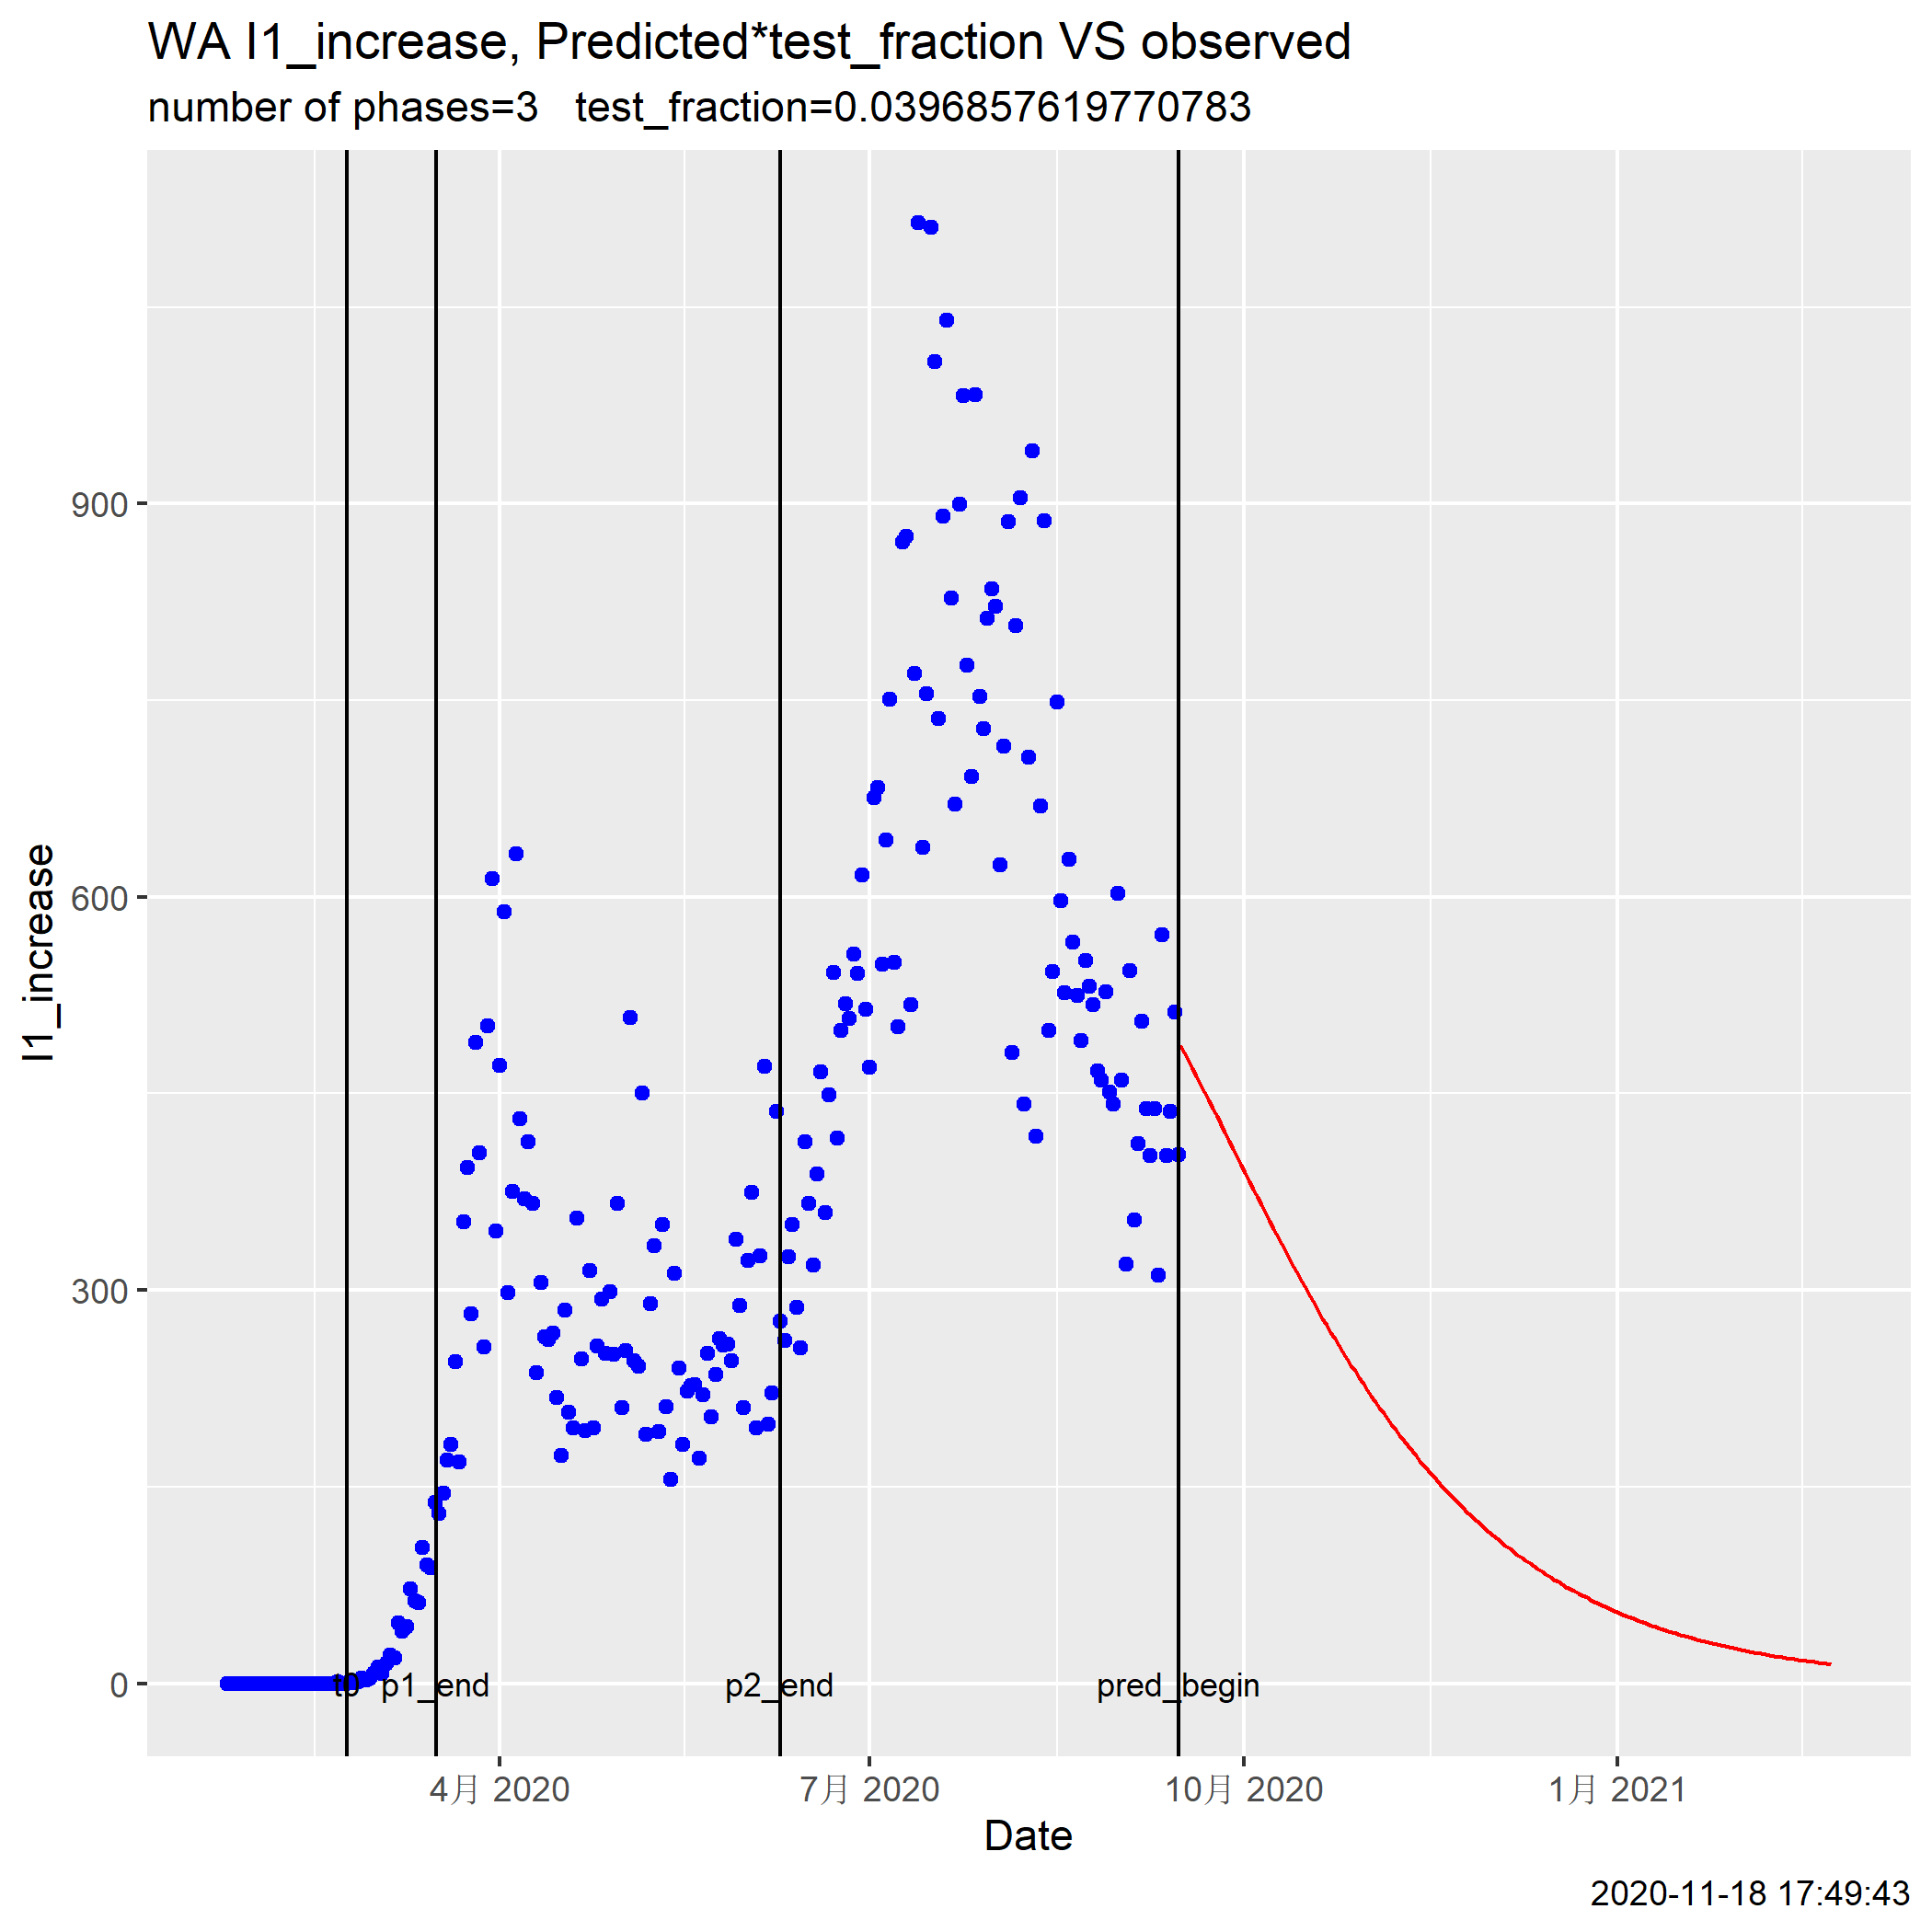 WA I1_increase, Predicted*test_fraction VS observed
number of phases=3 test_fraction=0.0396857619770783
I1_increase
900
600
300
0
t0 p1_end p2_end pred_begin
4月 2020 7月 2020 10月 2020 1月 2021
Date
2020-11-18 17:49:43